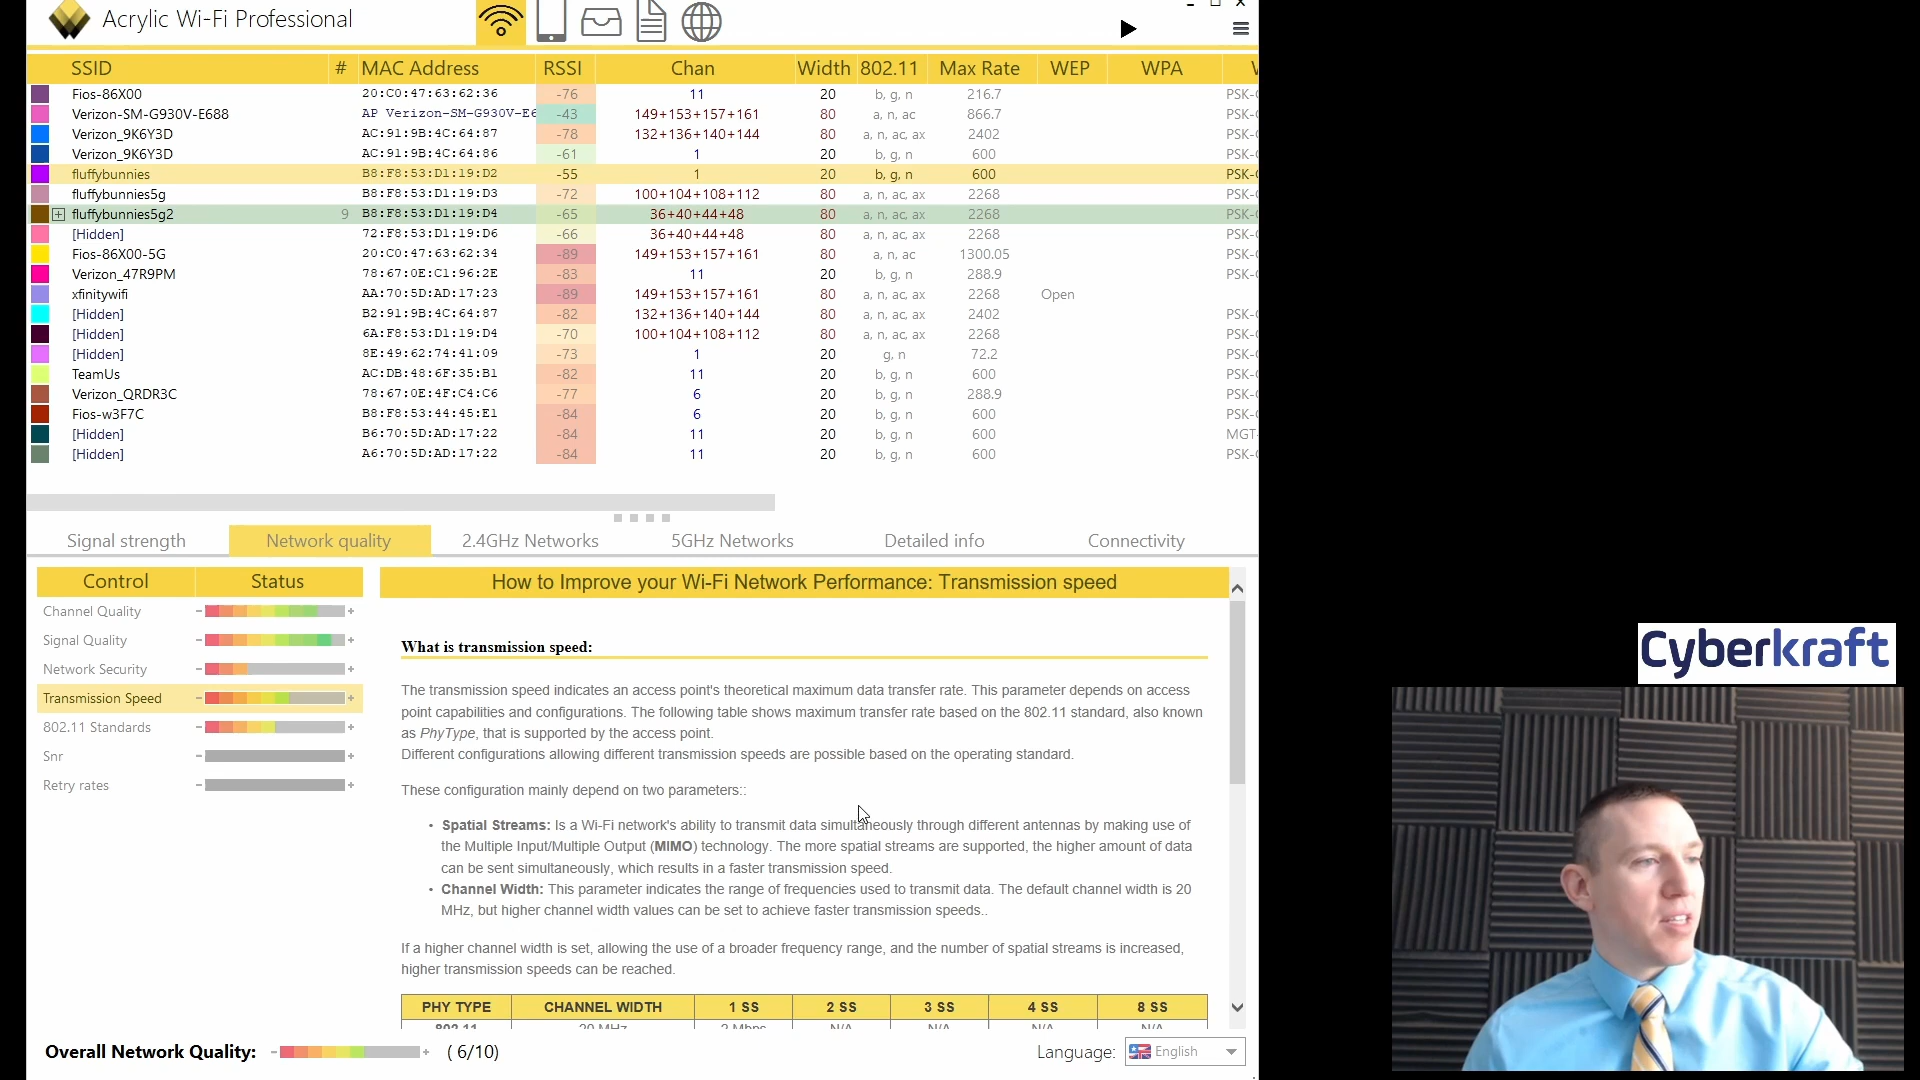 Acrylic Wi-Fi Professional
SSID # MAC Address RSSI Chan Width 802.11 Max Rate WEP WPA
Fios-86X00 20:C0:47:63:62:36 -76 11 20 b, g, n 216.7 PSK-
Verizon-SM-G930V-E688 AP Verizon-SM-G930V-E6 -43 149+153+157+161 80 a, n, ac 866.7 PSK-
Verizon_9K6Y3D AC:91:9B:4C:64:87 -78 132+136+140+144 80 a, n, ac, ax 2402 PSK-
Verizon_9K6Y3D AC:91:9B:4C:64:86 -61 1 20 b, g, n 600 PSK-
fluffybunnies B8:F8:53:D1:19:D2 -55 1 20 b, g, n 600 PSK-
fluffybunnies5g B8:F8:53:D1:19:D3 -72 100+104+108+112 80 a, n, ac, ax 2268 PSK-
fluffybunnies5g2 9 B8:F8:53:D1:19:D4 -65 36+40+44+48 80 a, n, ac, ax 2268 PSK-
[Hidden] 72:F8:53:D1:19:D6 -66 36+40+44+48 80 a, n, ac, ax 2268 PSK-
Fios-86X00-5G 20:C0:47:63:62:34 -89 149+153+157+161 80 a, n, ac 1300.05 PSK-
Verizon_47R9PM 78:67:0E:C1:96:2E -83 11 20 b, g, n 288.9 PSK-
xfinitywifi AA:70:5D:AD:17:23 -89 149+153+157+161 80 a, n, ac, ax 2268 Open
[Hidden] B2:91:9B:4C:64:87 -82 132+136+140+144 80 a, n, ac, ax 2402 PSK-
[Hidden] 6A:F8:53:D1:19:D4 -70 100+104+108+112 80 a, n, ac, ax 2268 PSK-
[Hidden] 8E:49:62:74:41:09 -73 1 20 g, n 72.2 PSK-
TeamUs AC:DB:48:6F:35:B1 -82 11 20 b, g, n 600 PSK-
Verizon_QRDR3C 78:67:0E:4F:C4:C6 -77 6 20 b, g, n 288.9 PSK-
Fios-w3F7C B8:F8:53:44:45:E1 -84 6 20 b, g, n 600 PSK-
[Hidden] B6:70:5D:AD:17:22 -84 11 20 b, g, n 600 MGT-
[Hidden] A6:70:5D:AD:17:22 -84 11 20 b, g, n 600 PSK-
Signal strength Network quality 2.4GHz Networks 5GHz Networks Detailed info Connectivity
Control Status
Channel Quality - +
Signal Quality - +
Network Security - +
Transmission Speed - +
802.11 Standards - +
Snr - +
Retry rates - +
How to Improve your Wi-Fi Network Performance: Transmission speed
What is transmission speed:
The transmission speed indicates an access point's theoretical maximum data transfer rate. This parameter depends on access
point capabilities and configurations. The following table shows maximum transfer rate based on the 802.11 standard, also known
as PhyType, that is supported by the access point.
Different configurations allowing different transmission speeds are possible based on the operating standard.
These configuration mainly depend on two parameters::
• Spatial Streams: Is a Wi-Fi network's ability to transmit data simultaneously through different antennas by making use of
the Multiple Input/Multiple Output (MIMO) technology. The more spatial streams are supported, the higher amount of data
can be sent simultaneously, which results in a faster transmission speed.
• Channel Width: This parameter indicates the range of frequencies used to transmit data. The default channel width is 20
MHz, but higher channel width values can be set to achieve faster transmission speeds..
If a higher channel width is set, allowing the use of a broader frequency range, and the number of spatial streams is increased,
higher transmission speeds can be reached.
PHY TYPE CHANNEL WIDTH 1 SS 2 SS 3 SS 4 SS 8 SS
802.11 20 MHz 2 Mbps N/A N/A N/A N/A
Overall Network Quality: - + ( 6/10)
Language: English
Cyberkraft